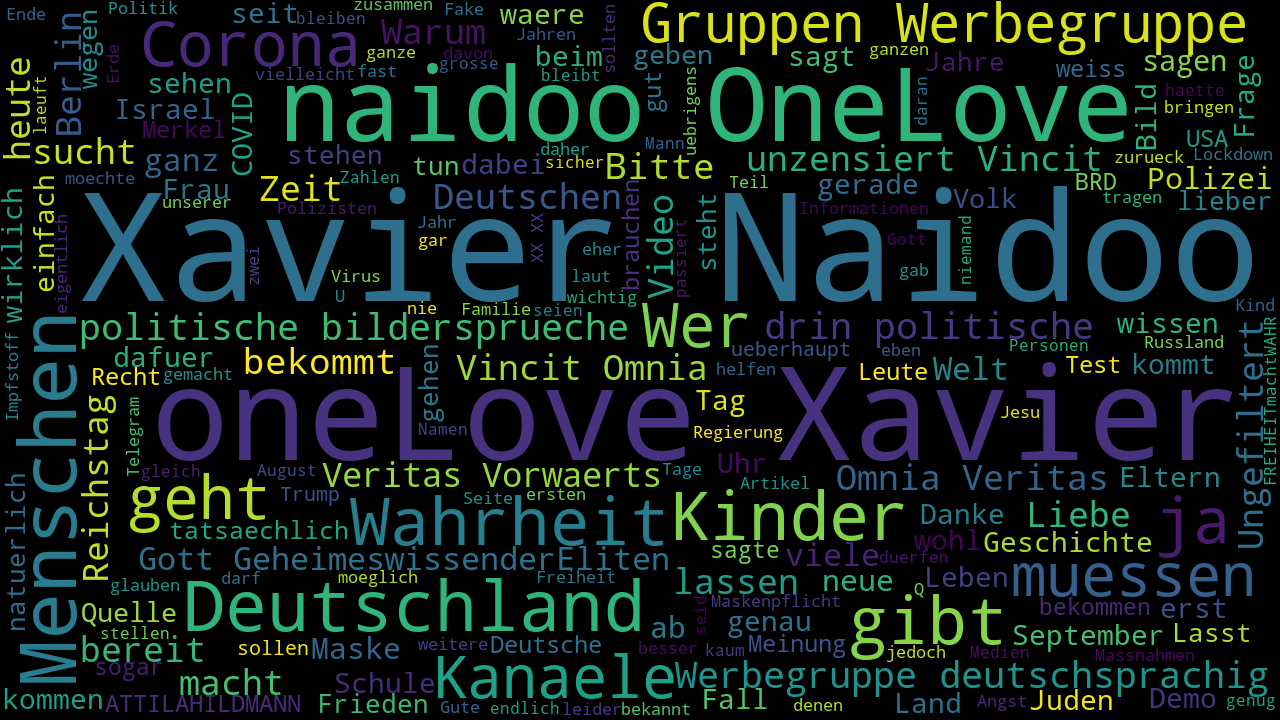 Ende
Politik
seit
zusammen
bleiben
Fake
waere
Gruppen Werbegruppe
Berlin
wegen
Corona
Warum
Jahren
sollten
ganze
davon
grosse
beim
geben
sagt
ganzen
Jahre
weiss
sagen
Erde
sehen
vielleicht
fast
bleibt
gut
heute
laeuft
naidoo
OneLove
uebrigens
daran
Bild
haette
bringen
Frage
Israel
Merkel
COVID
USA
sucht
ganz
stehen
tun
dabei
daher
sicher
Mann
Bitte
unzensiert Vincit
zurueck
Lockdown
moechte
Frau
unserer
Zeit
Zahlen
Deutschen
Teil
gerade
BRD
Polizei
tragen
lieber
wirklich
einfach
eigentlich
Xavier Naidoo
Polizisten
Jahr
gar
XX XX
eher
brauchen
Video
passiert
steht
Informationen
Volk
Gott
niemand
zwei
Virus
U
laut
wichtig
gab
nie
Familie
seien
Kind
politische bildersprueche
Wer
drin politische
wissen
Russland
Impfstoff
Menschen
dafuer
bekommt
gehen
Vincit Omnia
ueberhaupt
eben
Personen
helfen
Leute
Welt
Test
kommt
Recht
gemacht
Ungefiltert
FREIHEITmachtWAHR
Reichstag
Telegram
oneLove Xavier
Tag
Jesu
Namen
Regierung
gleich
August
Veritas Vorwaerts
Tage
Uhr
Artikel
Omnia Veritas
Eltern
natuerlich
geht
Trump
Seite
ersten
tatsaechlich
Wahrheit
Kinder
Danke
Liebe
ja
sagte
viele
wohl
duerfen
Geschichte
Gott GeheimeswissenderEliten
glauben
darf
moeglich
Freiheit
lassen
neue
Q
Leben
muessen
Quelle
Deutschland
seid
Maskenpflicht
gibt
bekommen
erst
stellen
ab
genau
bereit
sollen
Maske
weitere
Deutsche
besser
kaum
Meinung
jedoch
September
Lasst
sogar
macht
Schule
Kanaele
Werbegruppe deutschsprachig
Medien
Massnahmen
kommen
ATTILAHILDMANN
Frieden
Gute
endlich
leider
bekannt
Fall
denen
Land
Angst
Juden
Demo
genug